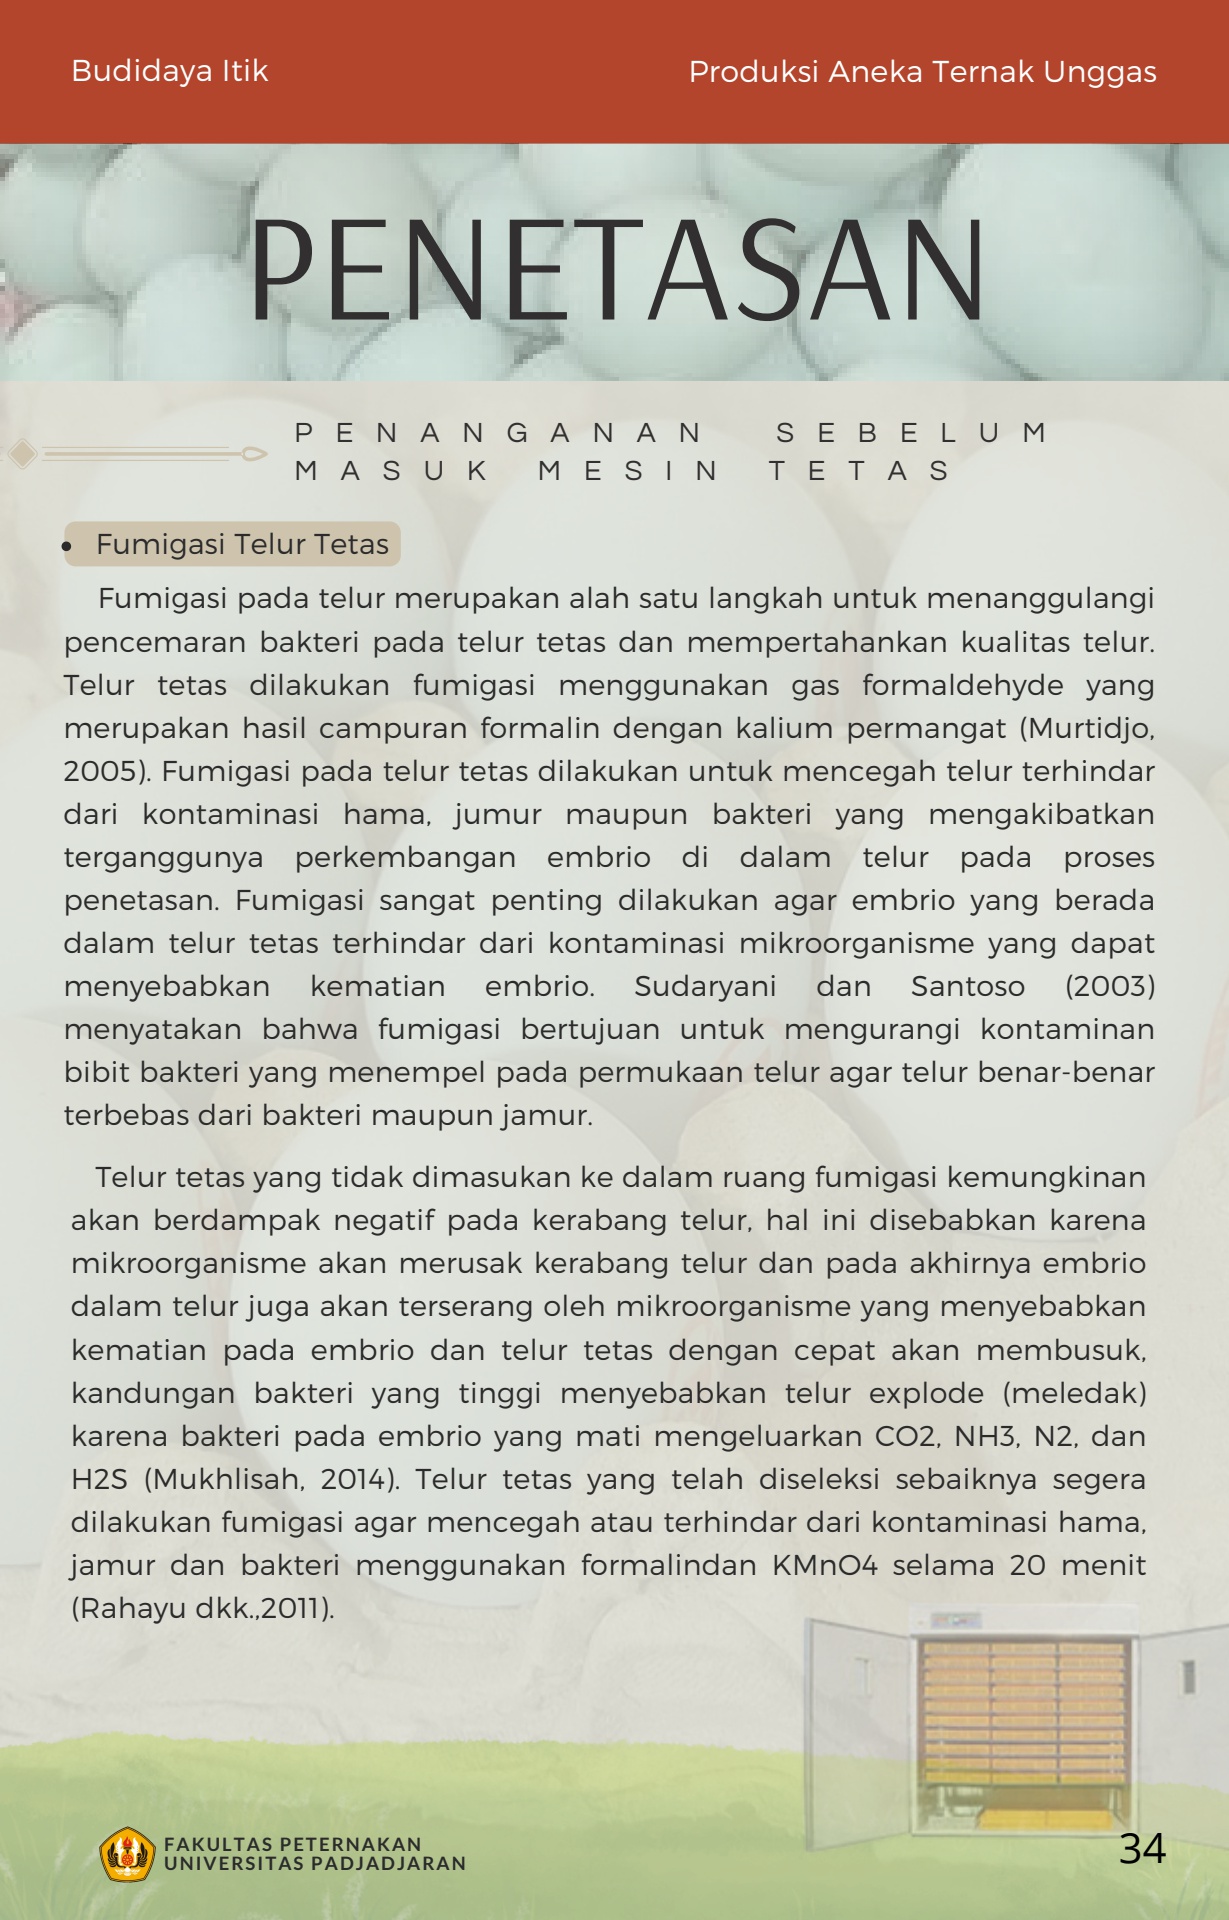 Budidaya Itik
Produksi Aneka Ternak Unggas
PENETASAN
PENANGANAN SEBELUM
MASUK MESIN TETAS
• Fumigasi Telur Tetas
Fumigasi pada telur merupakan alah satu langkah untuk menanggulangi
pencemaran bakteri pada telur tetas dan mempertahankan kualitas telur.
Telur tetas dilakukan fumigasi menggunakan gas formaldehyde yang
merupakan hasil campuran formalin dengan kalium permangat (Murtidjo,
2005). Fumigasi pada telur tetas dilakukan untuk mencegah telur terhindar
dari kontaminasi hama, jumur maupun bakteri yang mengakibatkan
terganggunya perkembangan embrio di dalam telur pada proses
penetasan. Fumigasi sangat penting dilakukan agar embrio yang berada
dalam telur tetas terhindar dari kontaminasi mikroorganisme yang dapat
menyebabkan kematian embrio. Sudaryani dan Santoso (2003)
menyatakan bahwa fumigasi bertujuan untuk mengurangi kontaminan
bibit bakteri yang menempel pada permukaan telur agar telur benar-benar
terbebas dari bakteri maupun jamur.
Telur tetas yang tidak dimasukan ke dalam ruang fumigasi kemungkinan
akan berdampak negatif pada kerabang telur, hal ini disebabkan karena
mikroorganisme akan merusak kerabang telur dan pada akhirnya embrio
dalam telur juga akan terserang oleh mikroorganisme yang menyebabkan
kematian pada embrio dan telur tetas dengan cepat akan membusuk,
kandungan bakteri yang tinggi menyebabkan telur explode (meledak)
karena bakteri pada embrio yang mati mengeluarkan CO2, NH3, N2, dan
H2S (Mukhlisah, 2014). Telur tetas yang telah diseleksi sebaiknya segera
dilakukan fumigasi agar mencegah atau terhindar dari kontaminasi hama,
jamur dan bakteri menggunakan formalindan KMnO4 selama 20 menit
(Rahayu dkk.,2011).
FAKULTAS PETERNAKAN
UNIVERSITAS PADJADJARAN
34